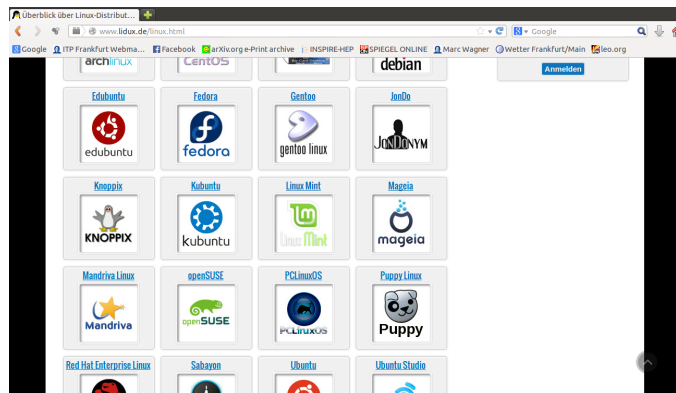 Überblick über Linux-Distribut...
www.lidux.de/linux.html
Google
Google ITP Frankfurt Webma... Facebook arXiv.org e-Print archive INSPIRE-HEP SPIEGEL ONLINE Marc Wagner Wetter Frankfurt/Main leo.org
archlinux CentOS debian
Anmelden
Edubuntu Fedora Gentoo JonDo
edubuntu fedora gentoo linux JONDONYM
Knoppix Kubuntu Linux Mint Mageia
KNOPPIX kubuntu Linux Mint mageia
Mandriva Linux openSUSE PCLinuxOS Puppy Linux
Mandriva openSUSE PCLinuxOS Puppy
Red Hat Enterprise Linux Sabayon Ubuntu Ubuntu Studio